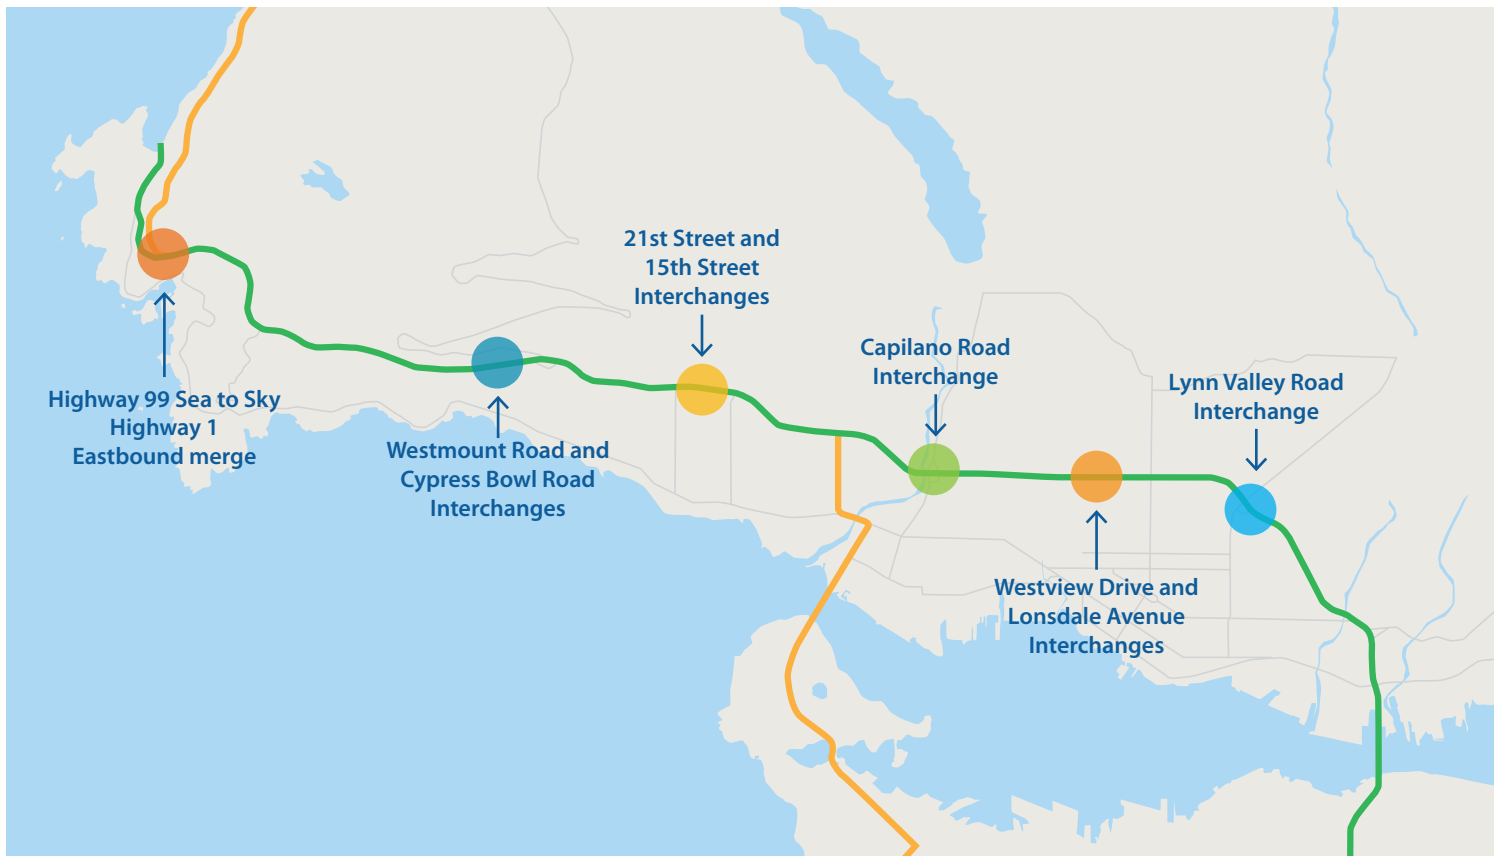 21st Street and
15th Street
Interchanges
Capilano Road
Interchange
Lynn Valley Road
Interchange
Highway 99 Sea to Sky
Highway 1
Eastbound merge
Westmount Road and
Cypress Bowl Road
Interchanges
Westview Drive and
Lonsdale Avenue
Interchanges